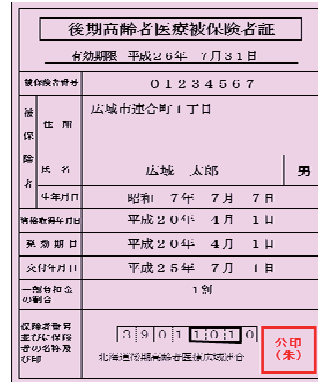 後期高齢者医療被保険者証
有効期限 平成26年 7月31日
被保険者番号 01234567
被保険者
住所 広域市連合町1丁目
氏名 広域 太郎 男
生年月日 昭和 7年 7月 7日
資格取得年月日 平成20年 4月 1日
発効期日 平成20年 4月 1日
交付年月日 平成25年 7月 1日
一部負担金
の割合 1割
保険者番号
並びに保険
者の名称及
び印
39011010
北海道後期高齢者医療広域連合
公印
(朱)